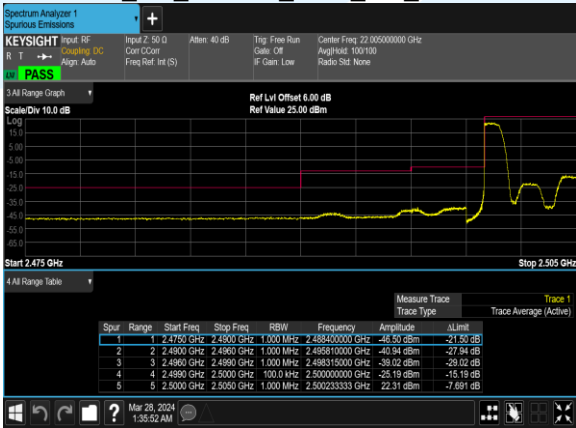 Spectrum Analyzer 1
Spurious Emissions
+
KEYSIGHT Input: RF
R T Coupling: DC
Align: Auto
Input Z: 50 Ω
Corr CCorr
Freq Ref: Int (S)
Atten: 40 dB
Trig: Free Run
Gate: Off
IF Gain: Low
Center Freq: 22.005000000 GHz
Avg|Hold: 100/100
Radio Std: None
PASS
3 All Range Graph
Scale/Div 10.0 dB
Ref Lvl Offset 6.00 dB
Ref Value 25.00 dBm
Log
15.0
5.00
-5.00
-15.0
-25.0
-35.0
-45.0
-55.0
-65.0
Start 2.475 GHz
Stop 2.505 GHz
4 All Range Table
Measure Trace Trace 1
Trace Type Trace Average (Active)
Spur Range Start Freq Stop Freq RBW Frequency Amplitude ΔLimit
1 1 2.4750 GHz 2.4900 GHz 1.000 MHz 2.488400000 GHz -46.50 dBm -21.50 dB
2 2 2.4900 GHz 2.4960 GHz 1.000 MHz 2.495810000 GHz -40.94 dBm -27.94 dB
3 3 2.4960 GHz 2.4990 GHz 1.000 MHz 2.498315000 GHz -39.02 dBm -29.02 dB
4 4 2.4990 GHz 2.5000 GHz 100.0 kHz 2.500000000 GHz -25.19 dBm -15.19 dB
5 5 2.5000 GHz 2.5050 GHz 1.000 MHz 2.500233333 GHz 22.31 dBm -7.691 dB
?
Mar 28, 2024
1:35:52 AM